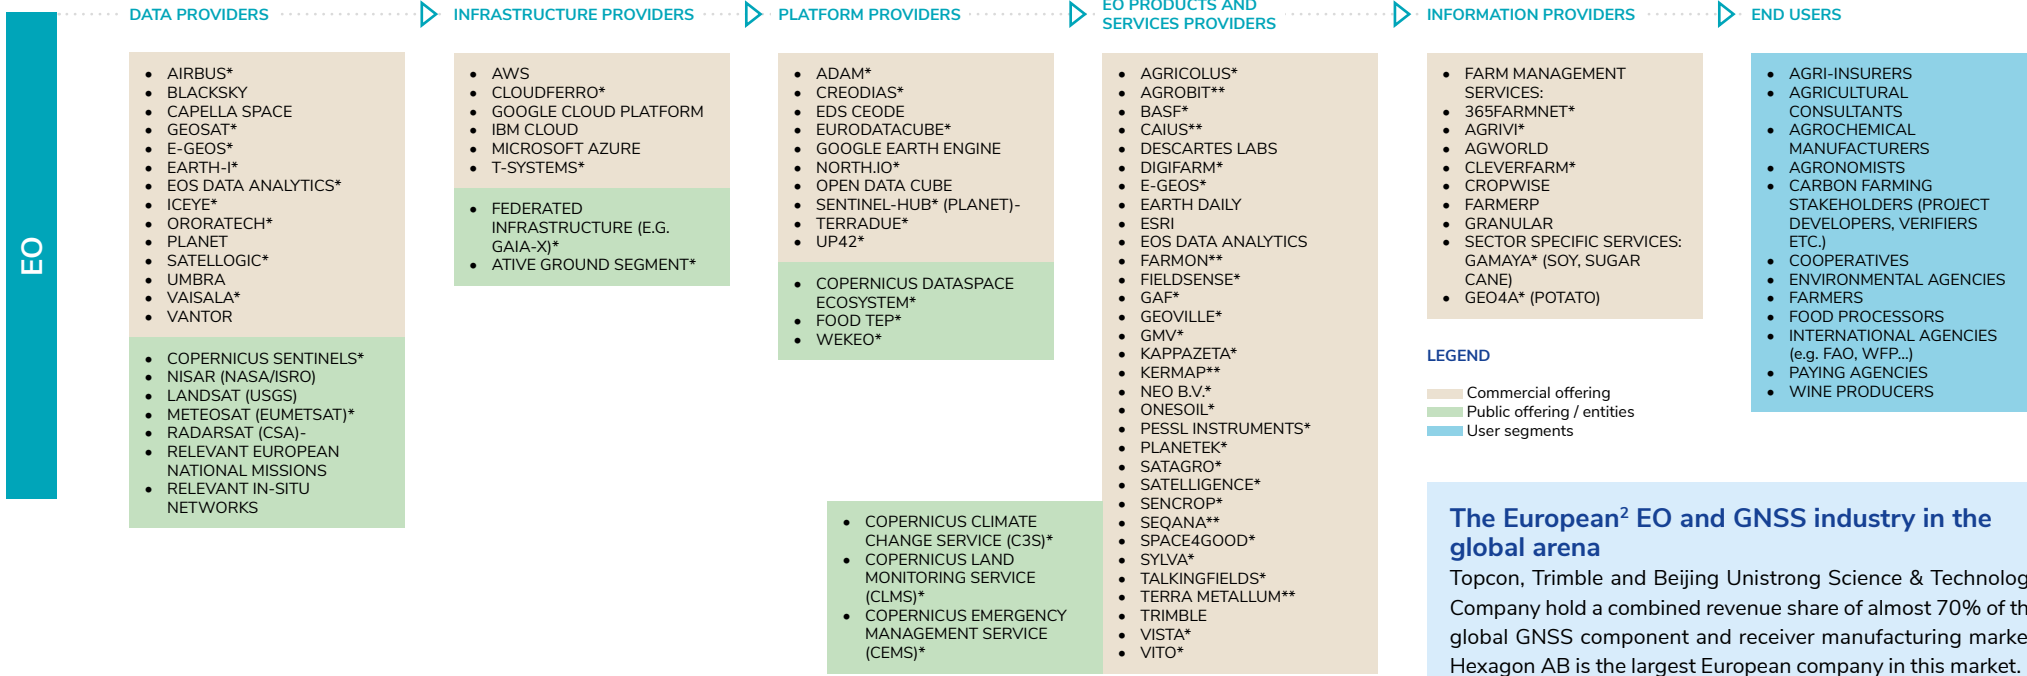 EO
DATA PROVIDERS
AIRBUS*
BLACKSKY
CAPELLA SPACE
GEOSAT*
E-GEOS*
EARTH-I*
EOS DATA ANALYTICS*
ICEYE*
ORORATECH*
PLANET
SATELLOGIC*
UMBRA
VAISALA*
VANTOR
COPERNICUS SENTINELS*
NISAR (NASA/ISRO)
LANDSAT (USGS)
METEOSAT (EUMETSAT)*
RADARSAT (CSA)-
RELEVANT EUROPEAN
NATIONAL MISSIONS
RELEVANT IN-SITU
NETWORKS
INFRASTRUCTURE PROVIDERS
AWS
CLOUDFERRO*
GOOGLE CLOUD PLATFORM
IBM CLOUD
MICROSOFT AZURE
T-SYSTEMS*
FEDERATED
INFRASTRUCTURE (E.G.
GAIA-X)*
ATIVE GROUND SEGMENT*
PLATFORM PROVIDERS
ADAM*
CREODIAS*
EDS CEODE
EURODATACUBE*
GOOGLE EARTH ENGINE
NORTH.IO*
OPEN DATA CUBE
SENTINEL-HUB* (PLANET)-
TERRADUE*
UP42*
COPERNICUS DATASPACE
ECOSYSTEM*
FOOD TEP*
WEKEO*
EO PRODUCTS AND
SERVICES PROVIDERS
AGRICOLUS*
AGROBIT**
BASF*
CAIUS**
DESCARTES LABS
DIGIFARM*
E-GEOS*
EARTH DAILY
ESRI
EOS DATA ANALYTICS
FARMON**
FIELDSENSE*
GAF*
GEOVILLE*
GMV*
KAPPAZETA*
KERMAP**
NEO B.V.*
ONESOIL*
PESSL INSTRUMENTS*
PLANETEK*
SATAGRO*
SATELLIGENCE*
SENCROP*
SEQANA**
SPACE4GOOD*
SYLVA*
TALKINGFIELDS*
TERRA METALLUM**
TRIMBLE
VISTA*
VITO*
COPERNICUS CLIMATE
CHANGE SERVICE (C3S)*
COPERNICUS LAND
MONITORING SERVICE
(CLMS)*
COPERNICUS EMERGENCY
MANAGEMENT SERVICE
(CEMS)*
INFORMATION PROVIDERS
FARM MANAGEMENT
SERVICES:
365FARMNET*
AGRIVI*
AGWORLD
CLEVERFARM*
CROPWISE
FARMERP
GRANULAR
SECTOR SPECIFIC SERVICES:
GAMAYA* (SOY, SUGAR
CANE)
GEO4A* (POTATO)
END USERS
AGRI-INSURERS
AGRICULTURAL
CONSULTANTS
AGROCHEMICAL
MANUFACTURERS
AGRONOMISTS
CARBON FARMING
STAKEHOLDERS (PROJECT
DEVELOPERS, VERIFIERS
ETC.)
COOPERATIVES
ENVIRONMENTAL AGENCIES
FARMERS
FOOD PROCESSORS
INTERNATIONAL AGENCIES
(e.g. FAO, WFP...)
PAYING AGENCIES
WINE PRODUCERS
LEGEND
Commercial offering
Public offering / entities
User segments
The European² EO and GNSS industry in the
global arena
Topcon, Trimble and Beijing Unistrong Science & Technolog
Company hold a combined revenue share of almost 70% of th
global GNSS component and receiver manufacturing marke
Hexagon AB is the largest European company in this market.